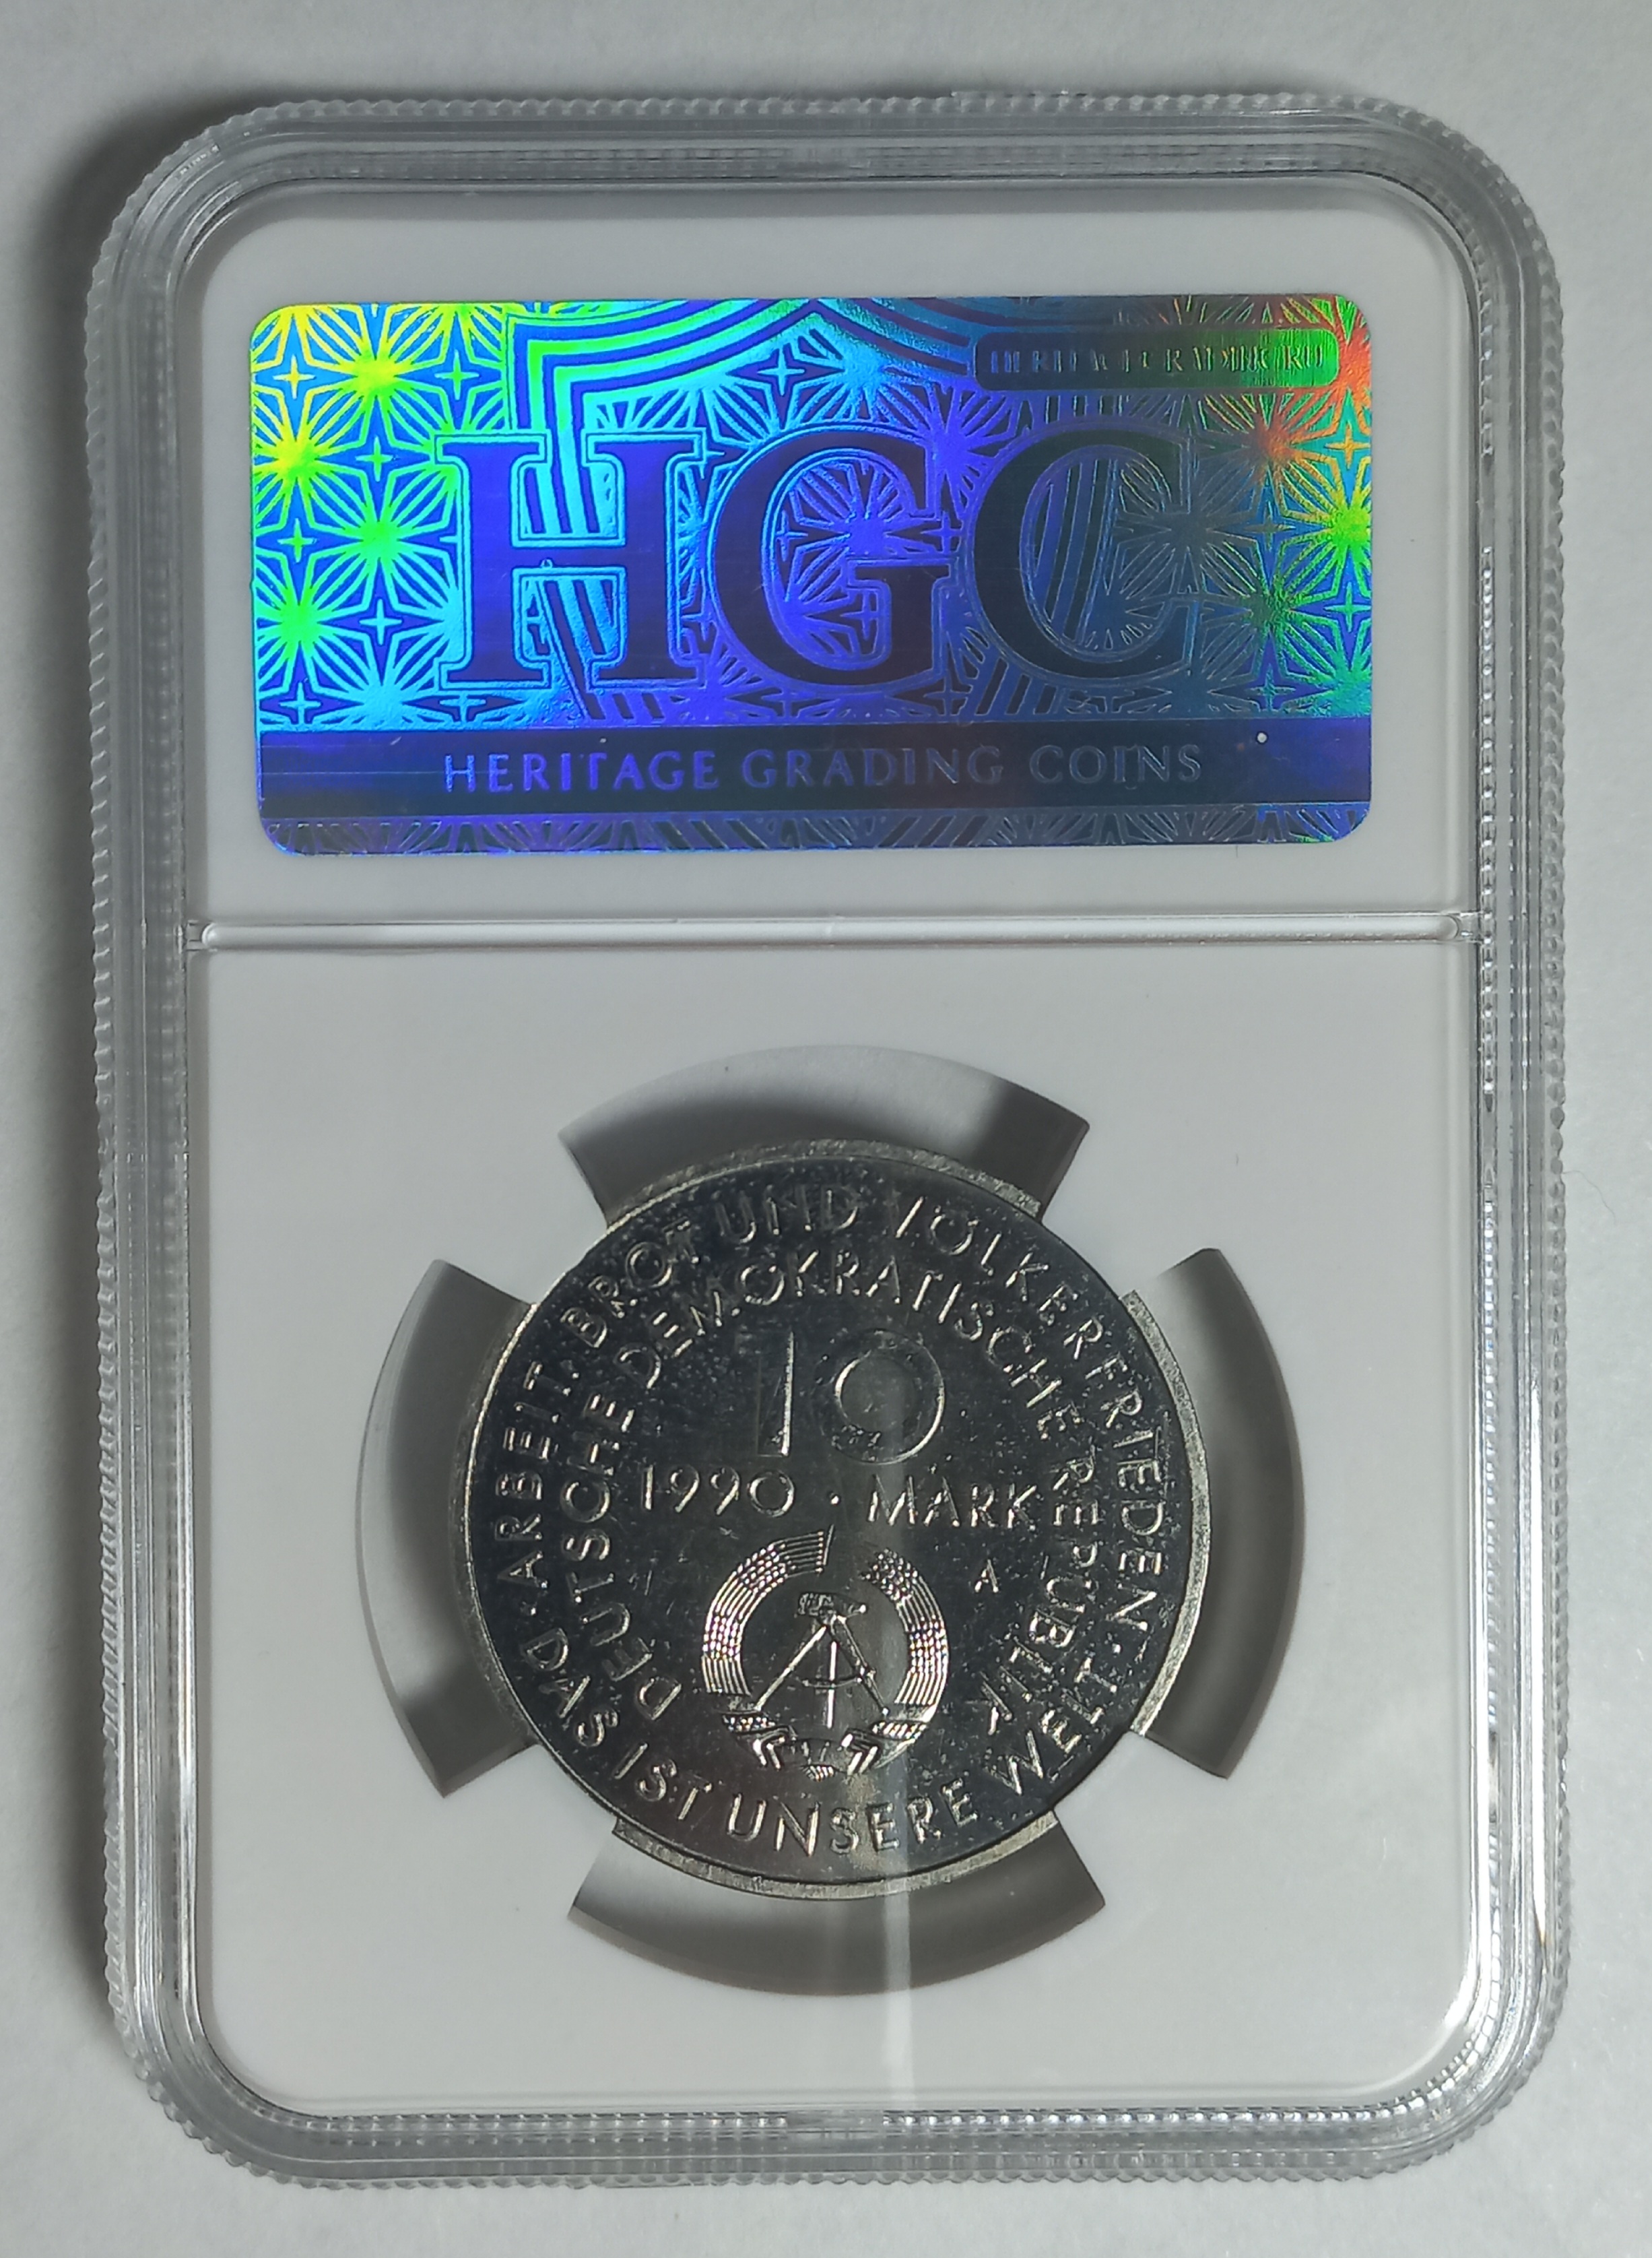 HGC
HERITAGE GRADING COINS
ARBEIT · BROT UND VÖLKERFRIEDEN · DAS IST UNSERE WELT ·
DEUTSCHE DEMOKRATISCHE REPUBLIK
10
1990 · MARK
A